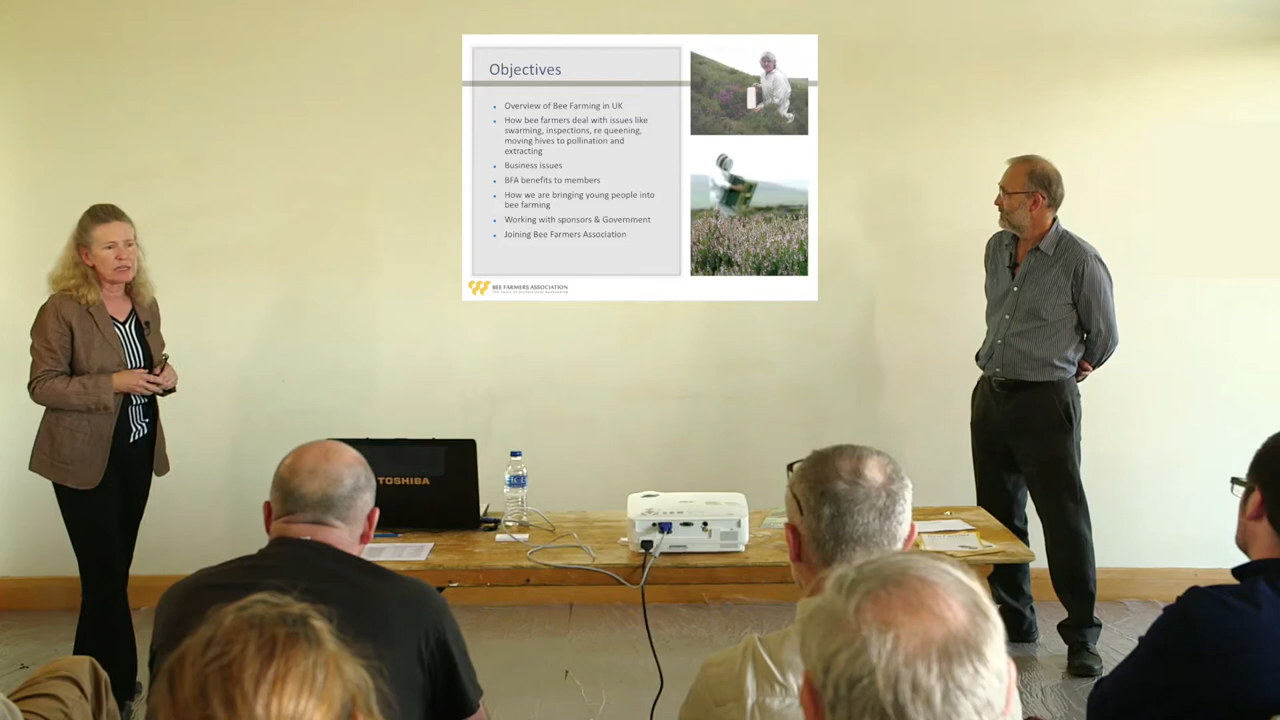 Objectives
Overview of Bee Farming in UK
How bee farmers deal with issues like
swarming, inspections, re queening,
moving hives to pollination and
extracting
Business issues
BFA benefits to members
How we are bringing young people into
bee farming
Working with sponsors & Government
Joining Bee Farmers Association
BEE FARMERS ASSOCIATION
TOSHIBA